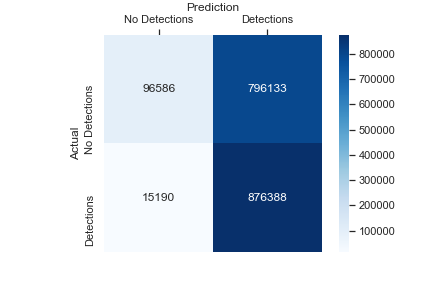 Prediction
No Detections Detections
Actual
No Detections
Detections
96586 796133
15190 876388
800000
700000
600000
500000
400000
300000
200000
100000